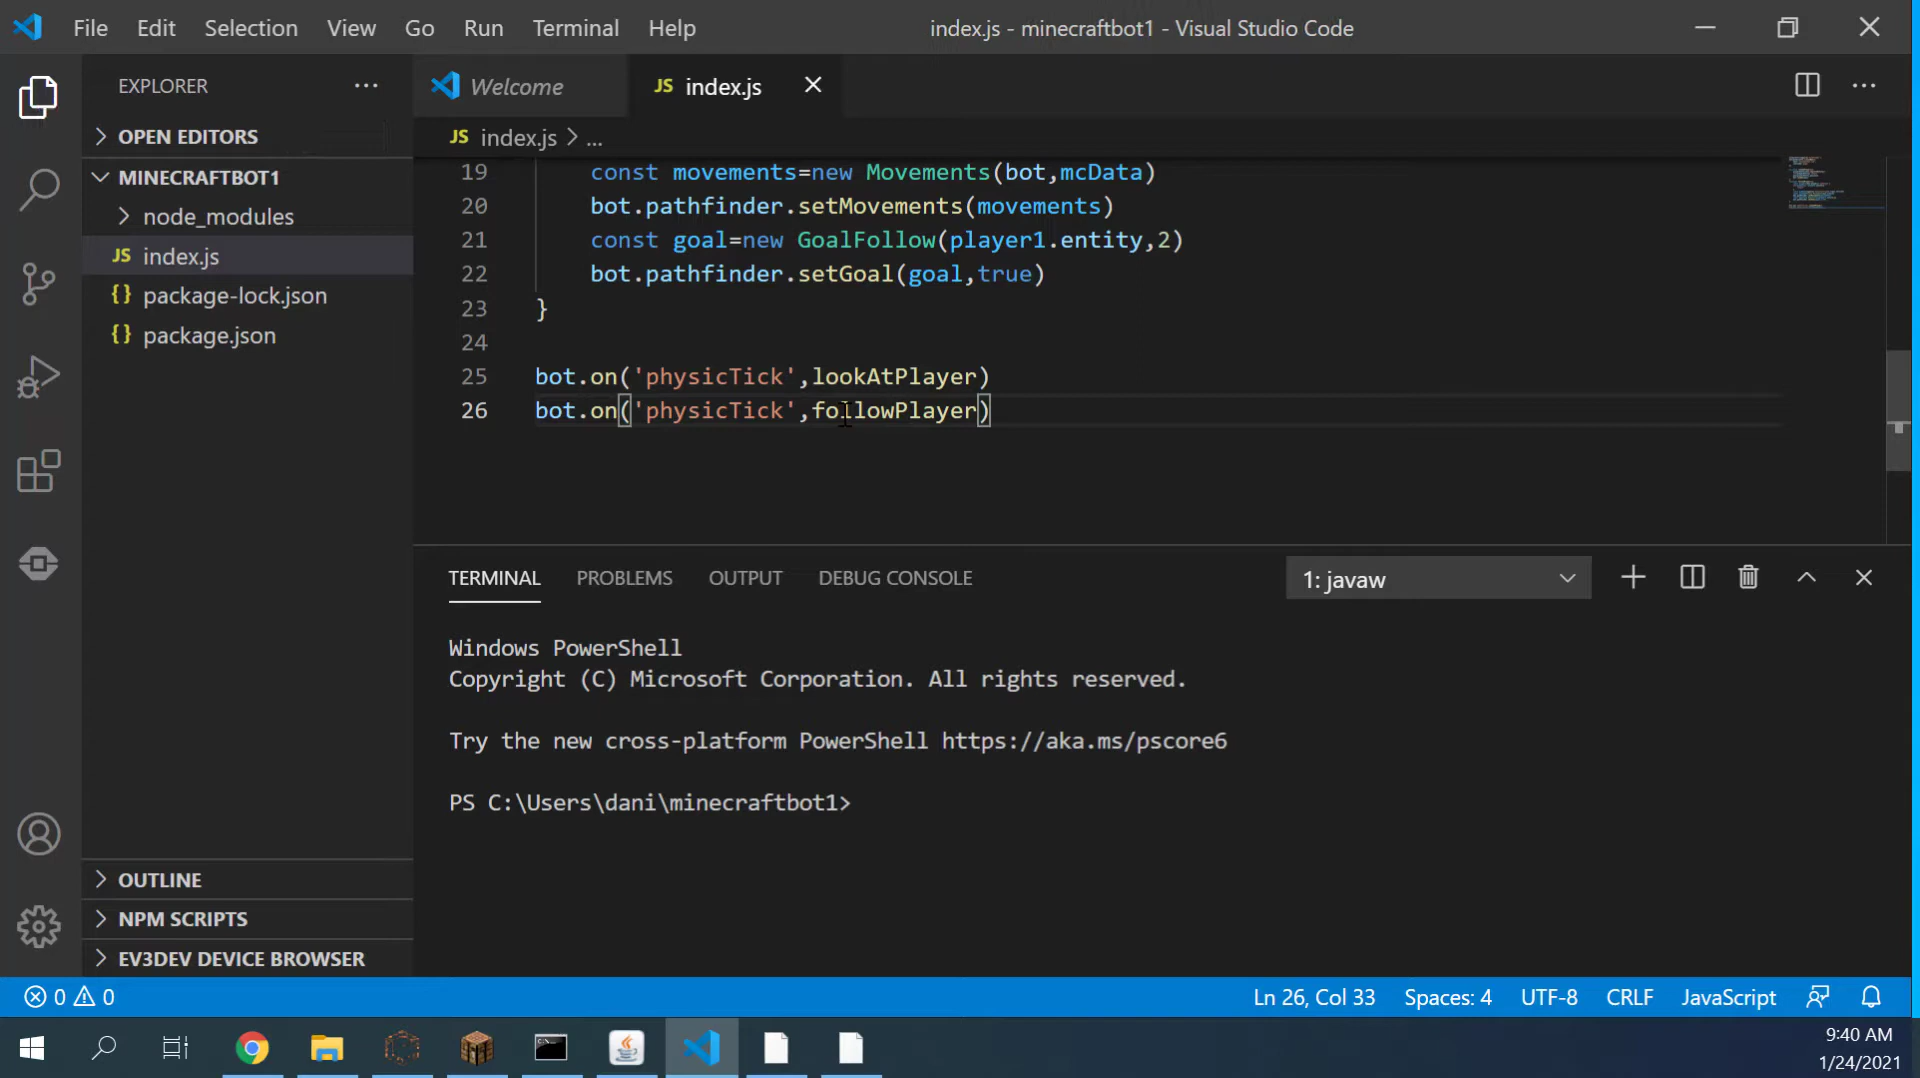 File Edit Selection View Go Run Terminal Help index.js - minecraftbot1 - Visual Studio Code
EXPLORER
Welcome
JS index.js
OPEN EDITORS
JS index.js > ...
MINECRAFTBOT1
node_modules
JS index.js
{} package-lock.json
{} package.json
19 const movements=new Movements(bot,mcData)
20 bot.pathfinder.setMovements(movements)
21 const goal=new GoalFollow(player1.entity,2)
22 bot.pathfinder.setGoal(goal,true)
23 }
24
25 bot.on('physicTick',lookAtPlayer)
26 bot.on('physicTick',followPlayer)
TERMINAL PROBLEMS OUTPUT DEBUG CONSOLE 1: javaw
Windows PowerShell
Copyright (C) Microsoft Corporation. All rights reserved.
Try the new cross-platform PowerShell https://aka.ms/pscore6
PS C:\Users\dani\minecraftbot1>
OUTLINE
NPM SCRIPTS
EV3DEV DEVICE BROWSER
0 0 Ln 26, Col 33 Spaces: 4 UTF-8 CRLF JavaScript
9:40 AM
1/24/2021